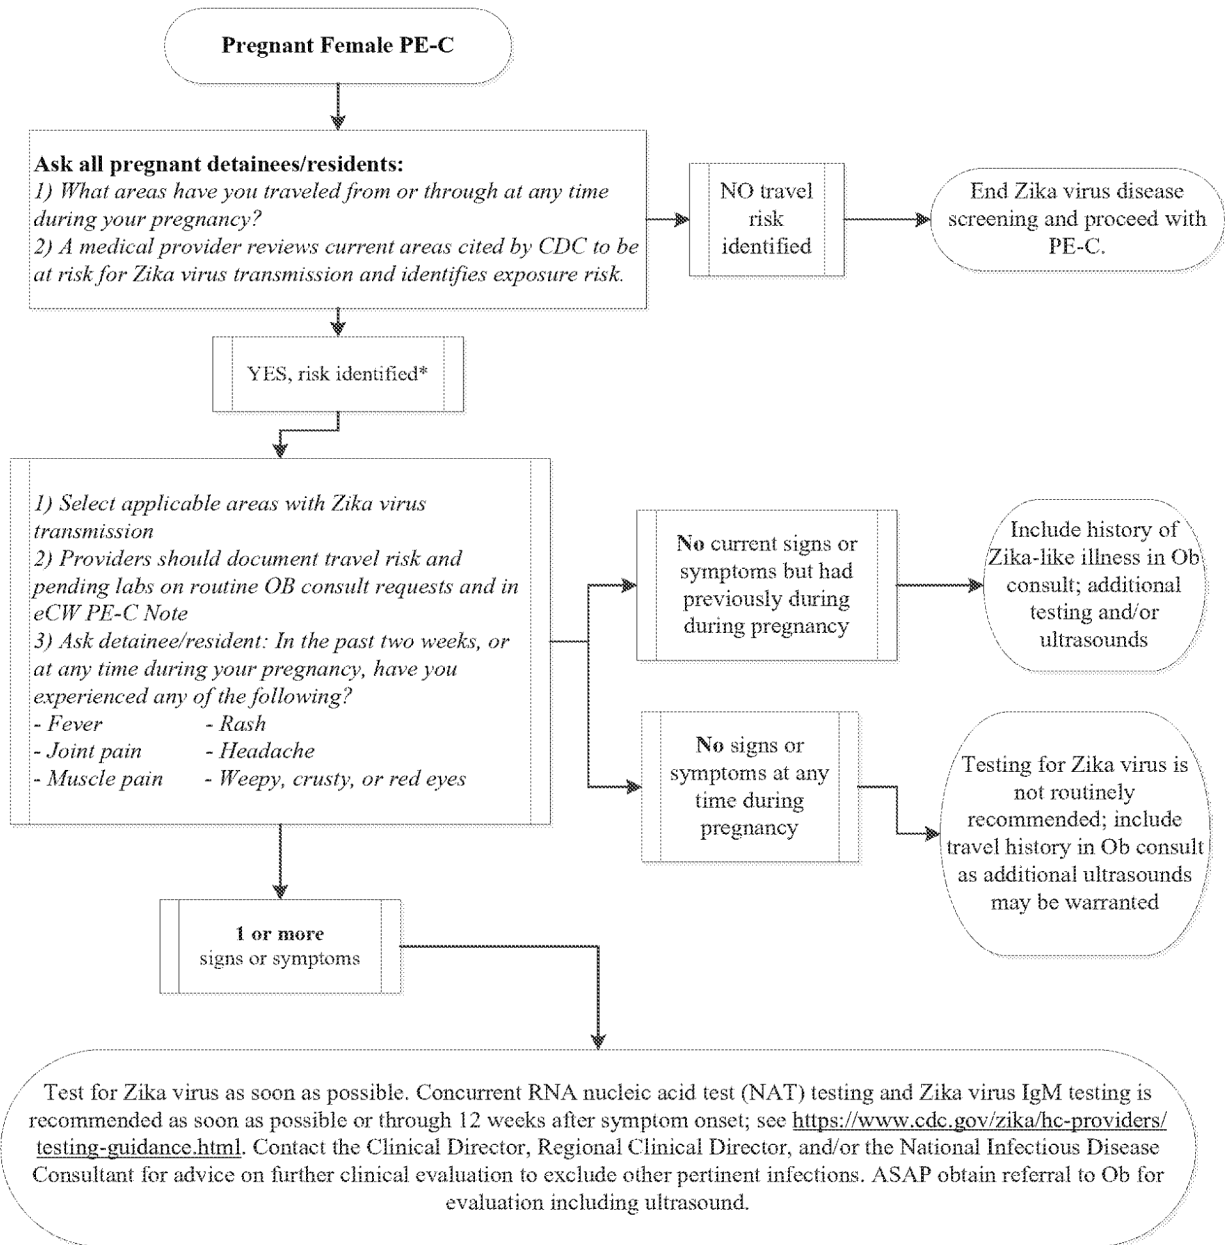 Pregnant Female PE-C
Ask all pregnant detainees/residents:
1) What areas have you traveled from or through at any time
during your pregnancy?
2) A medical provider reviews current areas cited by CDC to be
at risk for Zika virus transmission and identifies exposure risk.
NO travel
risk
identified
End Zika virus disease
screening and proceed with
PE-C.
YES, risk identified*
1) Select applicable areas with Zika virus
transmission
2) Providers should document travel risk and
pending labs on routine OB consult requests and in
eCW PE-C Note
3) Ask detainee/resident: In the past two weeks, or
at any time during your pregnancy, have you
experienced any of the following?
- Fever - Rash
- Joint pain - Headache
- Muscle pain - Weepy, crusty, or red eyes
No current signs or
symptoms but had
previously during
during pregnancy
Include history of
Zika-like illness in Ob
consult; additional
testing and/or
ultrasounds
No signs or
symptoms at any
time during
pregnancy
Testing for Zika virus is
not routinely
recommended; include
travel history in Ob consult
as additional ultrasounds
may be warranted
1 or more
signs or symptoms
Test for Zika virus as soon as possible. Concurrent RNA nucleic acid test (NAT) testing and Zika virus IgM testing is
recommended as soon as possible or through 12 weeks after symptom onset; see https://www.cdc.gov/zika/hc-providers/
testing-guidance.html. Contact the Clinical Director, Regional Clinical Director, and/or the National Infectious Disease
Consultant for advice on further clinical evaluation to exclude other pertinent infections. ASAP obtain referral to Ob for
evaluation including ultrasound.